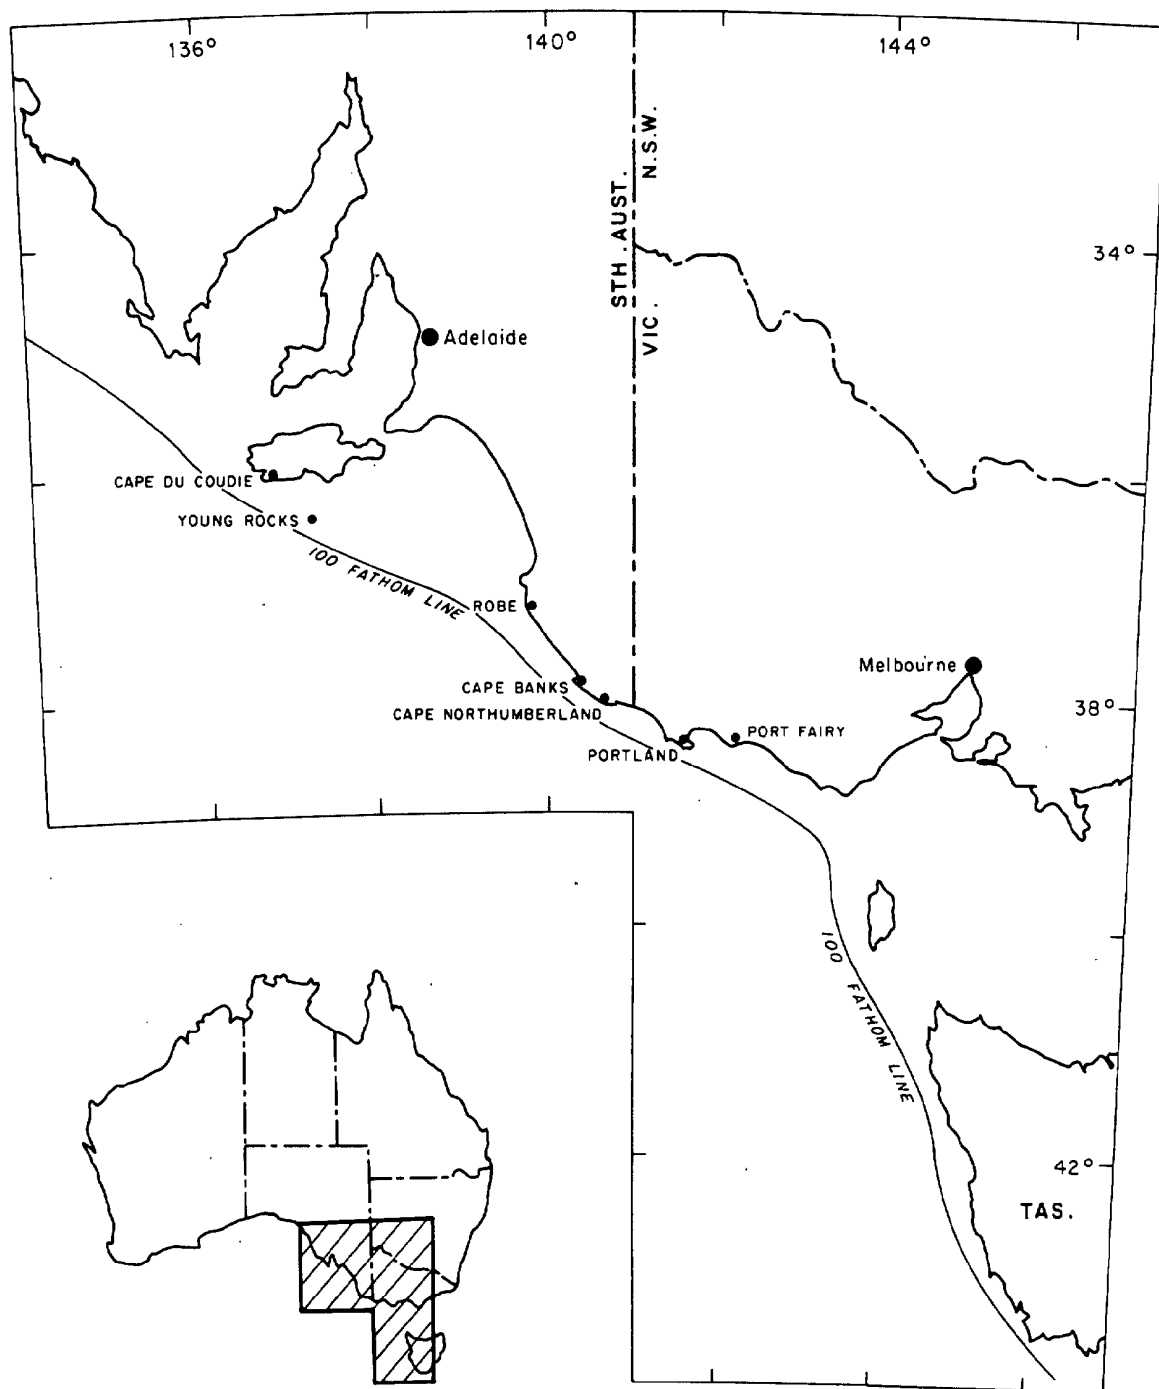 136°
140°
144°
N.S.W.
STH. AUST.
VIC.
34°
Adelaide
CAPE DU COUDIE
YOUNG ROCKS
100 FATHOM LINE
ROBE
Melbourne
CAPE BANKS
38°
CAPE NORTHUMBERLAND
PORT FAIRY
PORTLAND
100 FATHOM LINE
42°
TAS.